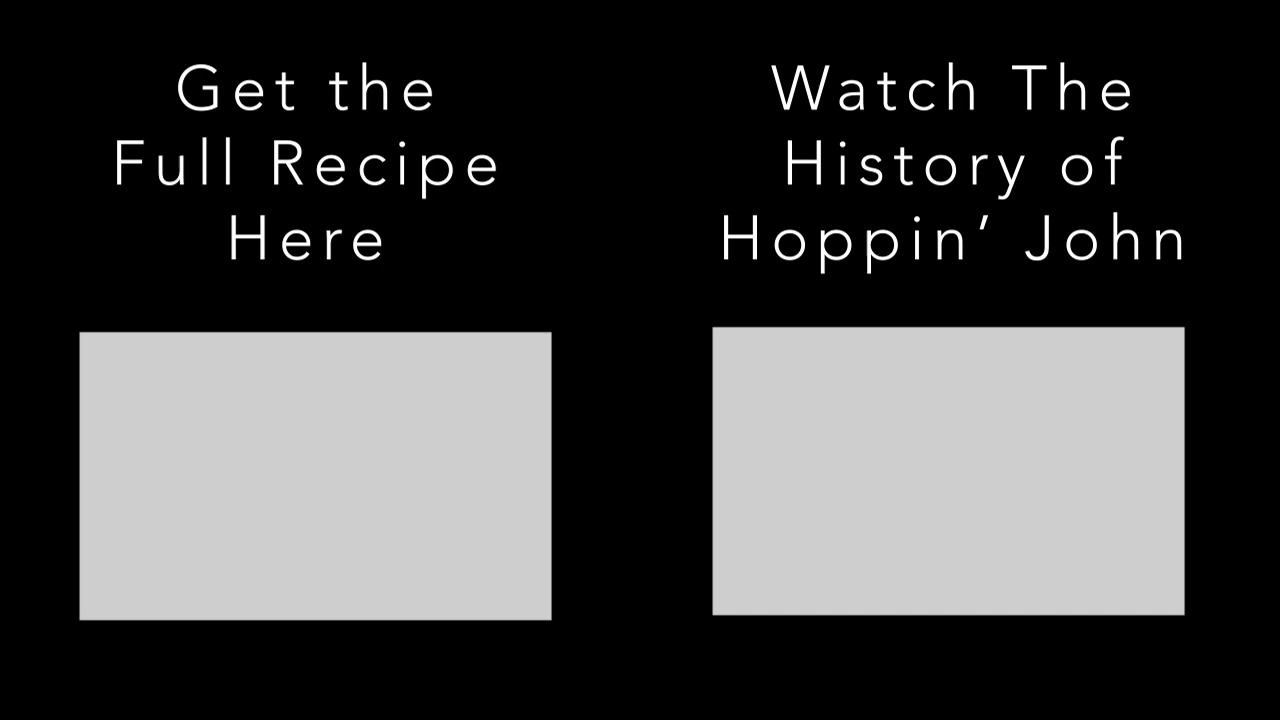 Get the
Full Recipe
Here
Watch The
History of
Hoppin’ John